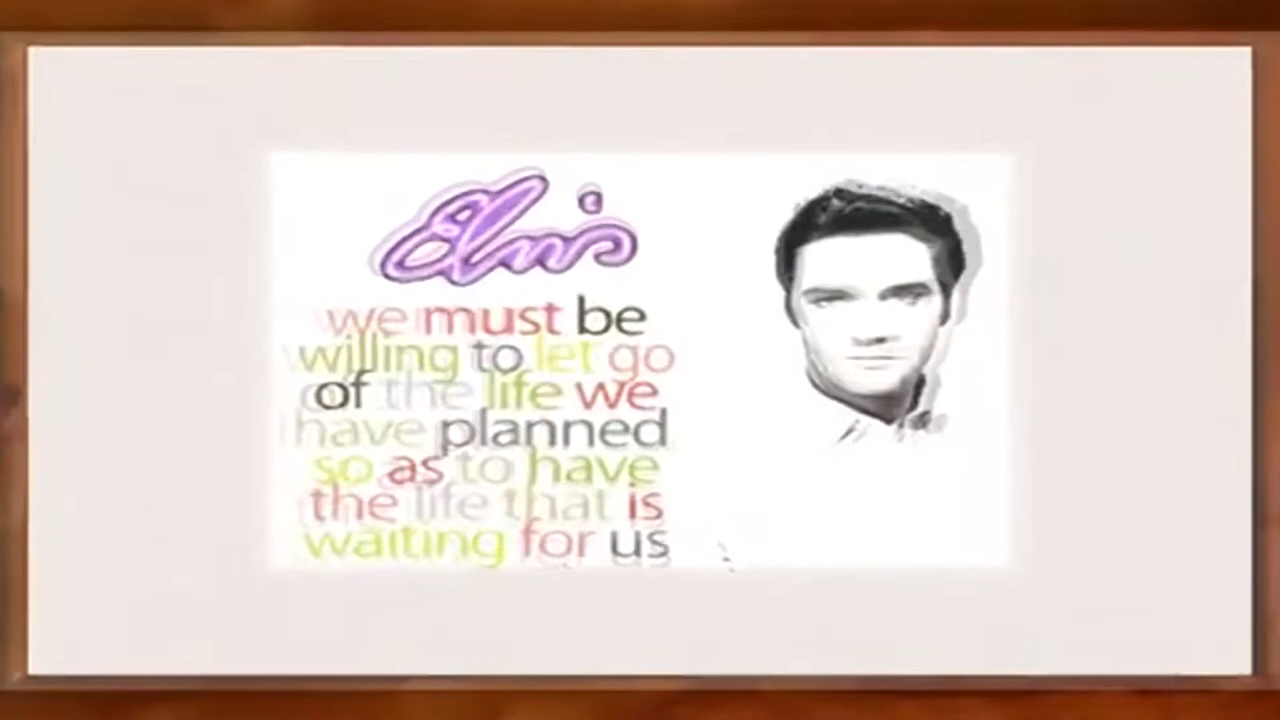 Elvis
we must be
willing to let go
of the life we
have planned
so as to have
the life that is
waiting for us